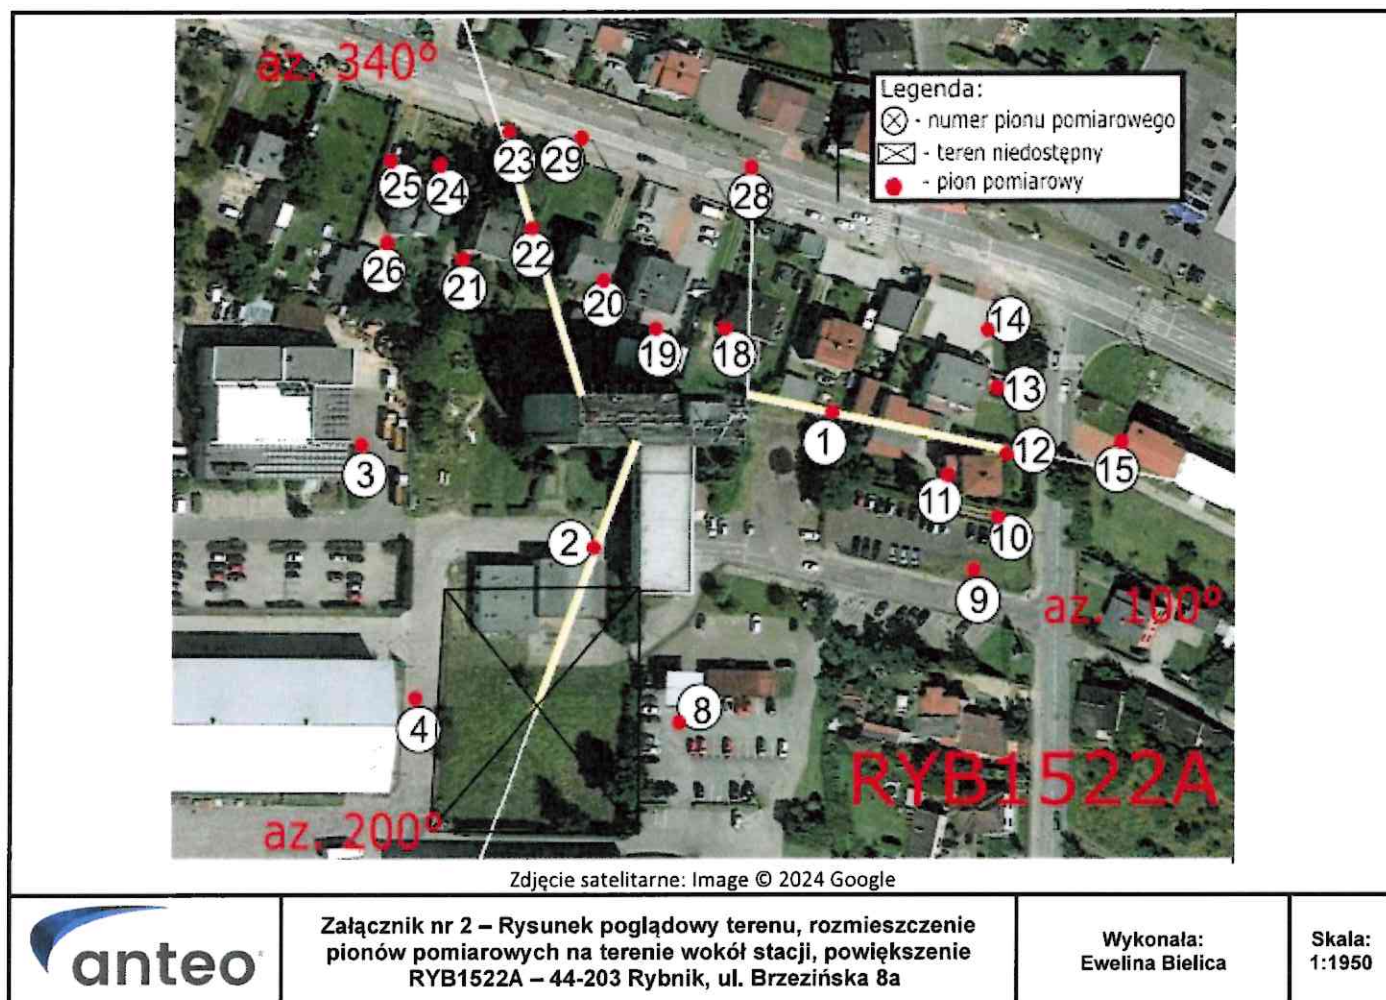 az. 340°
Legenda:
- numer pionu pomiarowego
- teren niedostępny
- pion pomiarowy
23
29
25
24
28
22
26
21
20
14
19
18
13
1
12
3
15
11
10
2
9
az. 100°
8
4
RYB1522A
az. 200°
Zdjęcie satelitarne: Image © 2024 Google
anteo
Załącznik nr 2 – Rysunek poglądowy terenu, rozmieszczenie
pionów pomiarowych na terenie wokół stacji, powiększenie
RYB1522A – 44-203 Rybnik, ul. Brzezińska 8a
Wykonała:
Ewelina Bielica
Skala:
1:1950